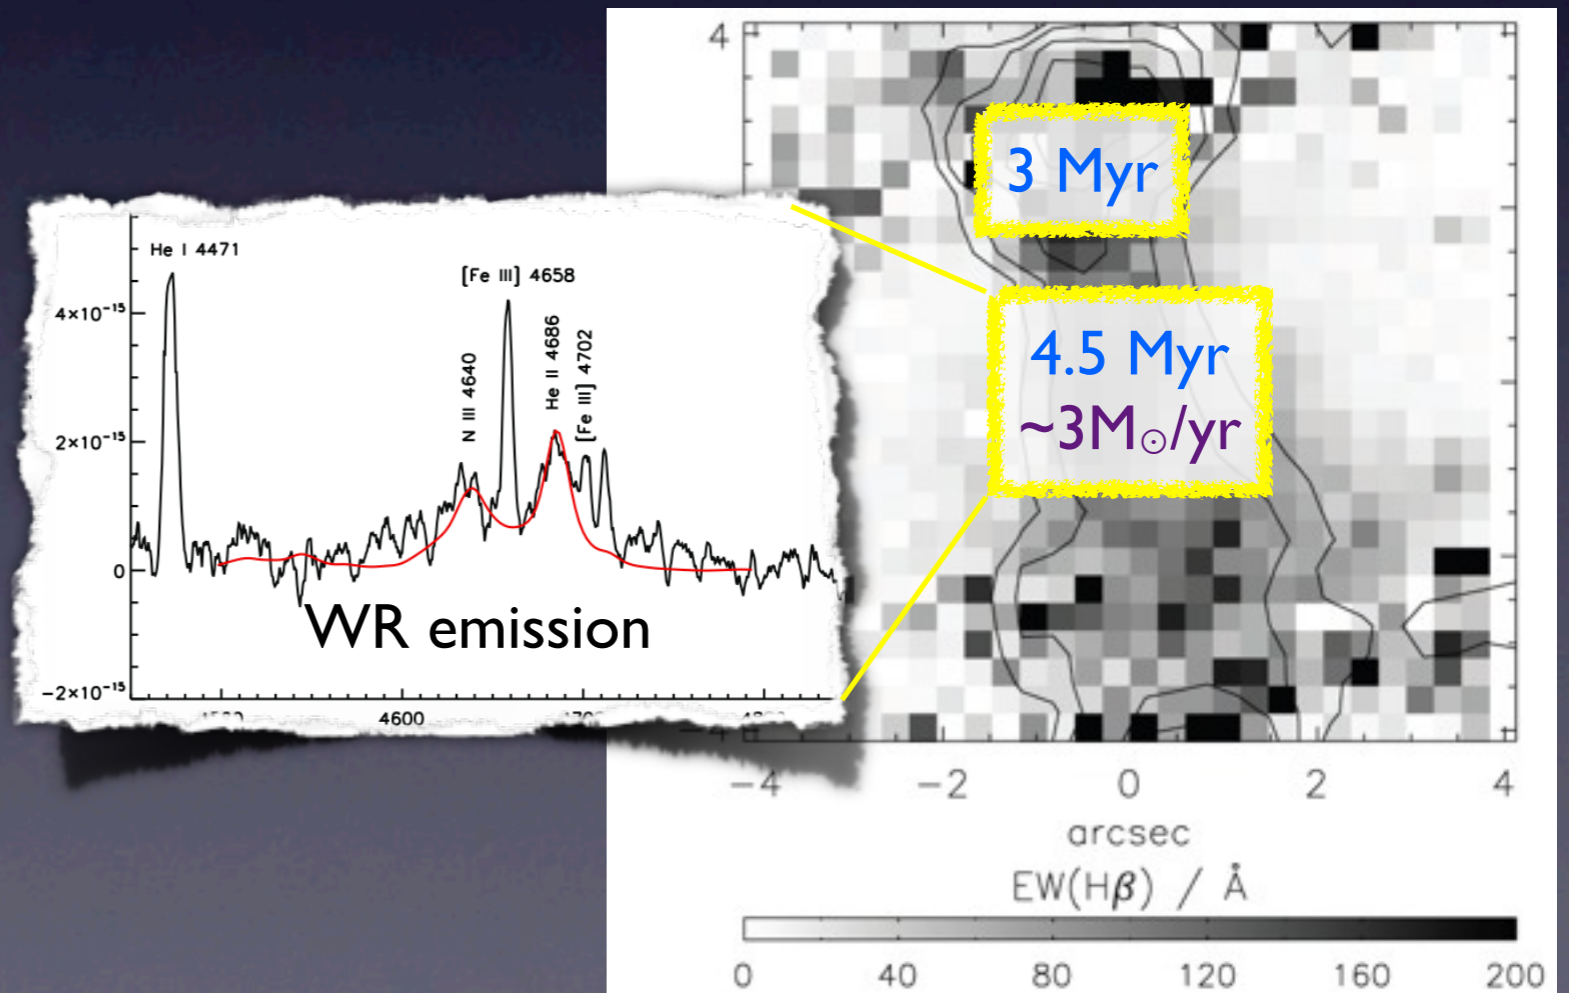 He I 4471
[Fe III] 4658
N III 4640
He II 4686
[Fe III] 4702
4×10⁻¹⁵
2×10⁻¹⁵
0
−2×10⁻¹⁵
WR emission
4600
4
3 Myr
4.5 Myr
~3M☉/yr
−4 −2 0 2 4
arcsec
EW(Hβ) / Å
0 40 80 120 160 200